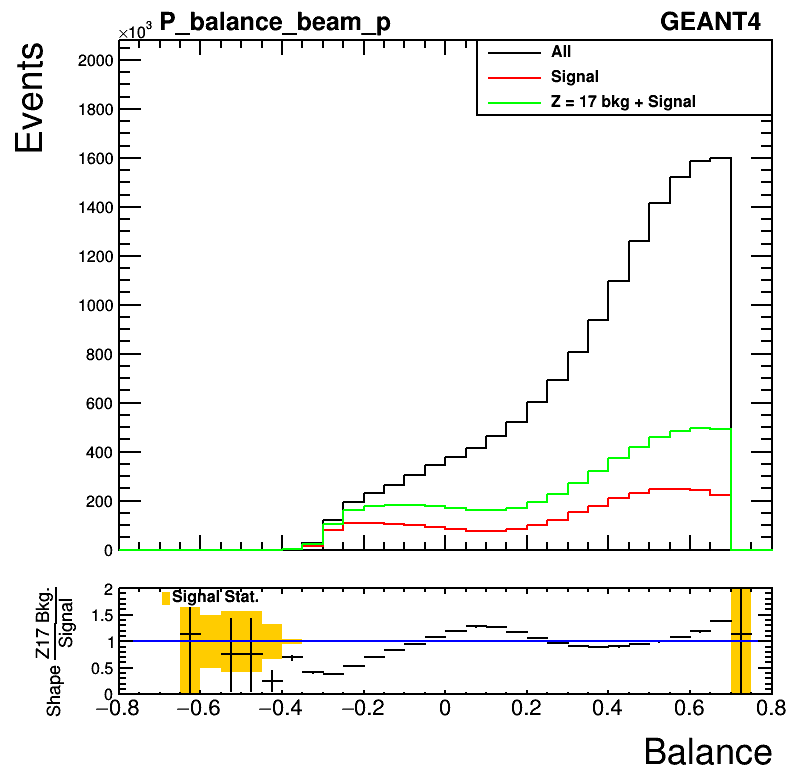 ×10³ P_balance_beam_p GEANT4
Events
2000
1800
1600
1400
1200
1000
800
600
400
200
0
All
Signal
Z = 17 bkg + Signal
Shape Z17 Bkg.
Signal
2
1.5
1
0.5
0
Signal Stat.
−0.8 −0.6 −0.4 −0.2 0 0.2 0.4 0.6 0.8
Balance